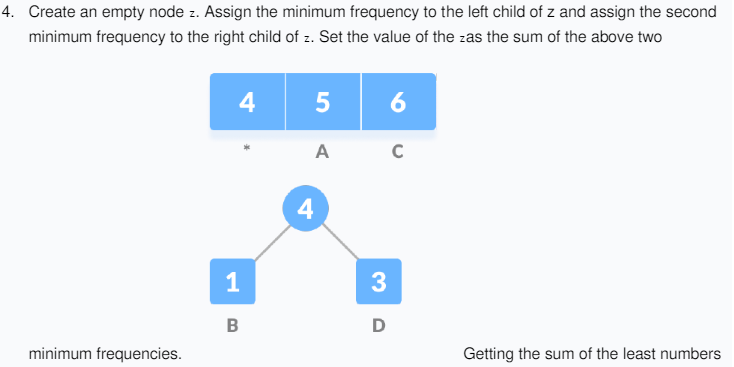 4. Create an empty node z. Assign the minimum frequency to the left child of z and assign the second
minimum frequency to the right child of z. Set the value of the zas the sum of the above two
4 5 6
* A C
4
1 3
B D
minimum frequencies. Getting the sum of the least numbers